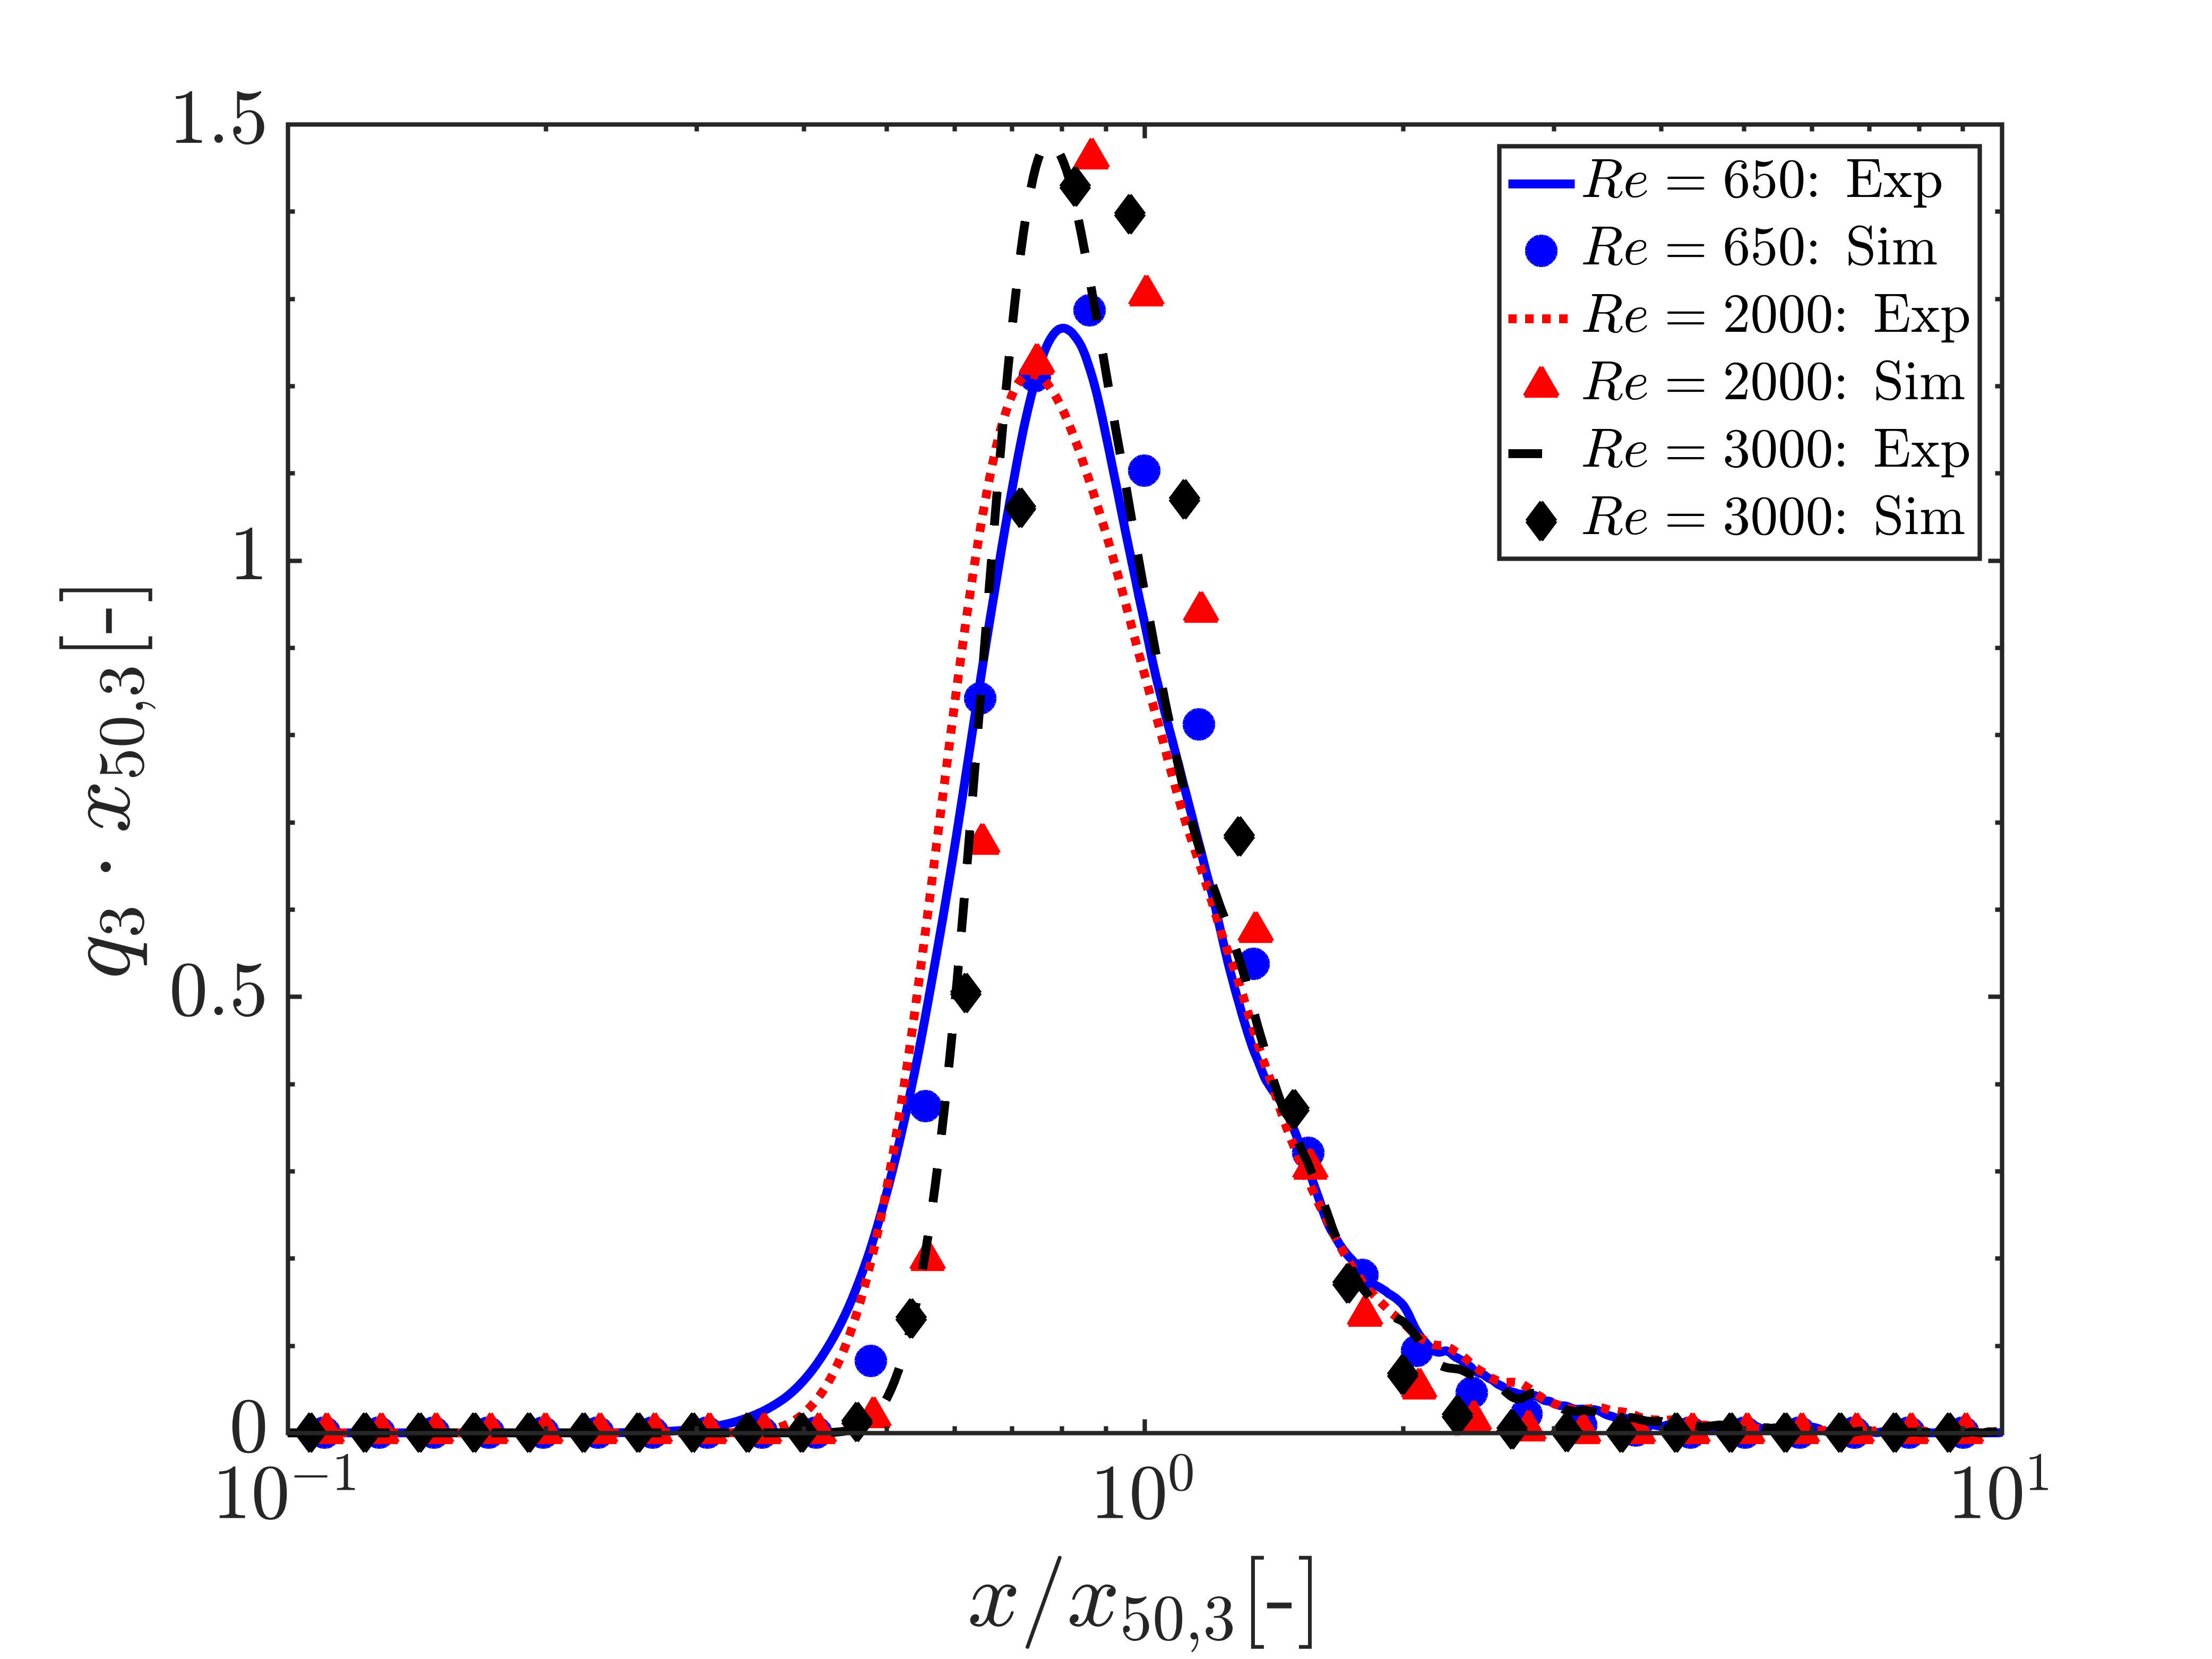 1.5
1
0.5
0
10⁻¹
10⁰
10¹
q₃ · x₅₀,₃[-]
x/x₅₀,₃[-]
Re = 650: Exp
Re = 650: Sim
Re = 2000: Exp
Re = 2000: Sim
Re = 3000: Exp
Re = 3000: Sim